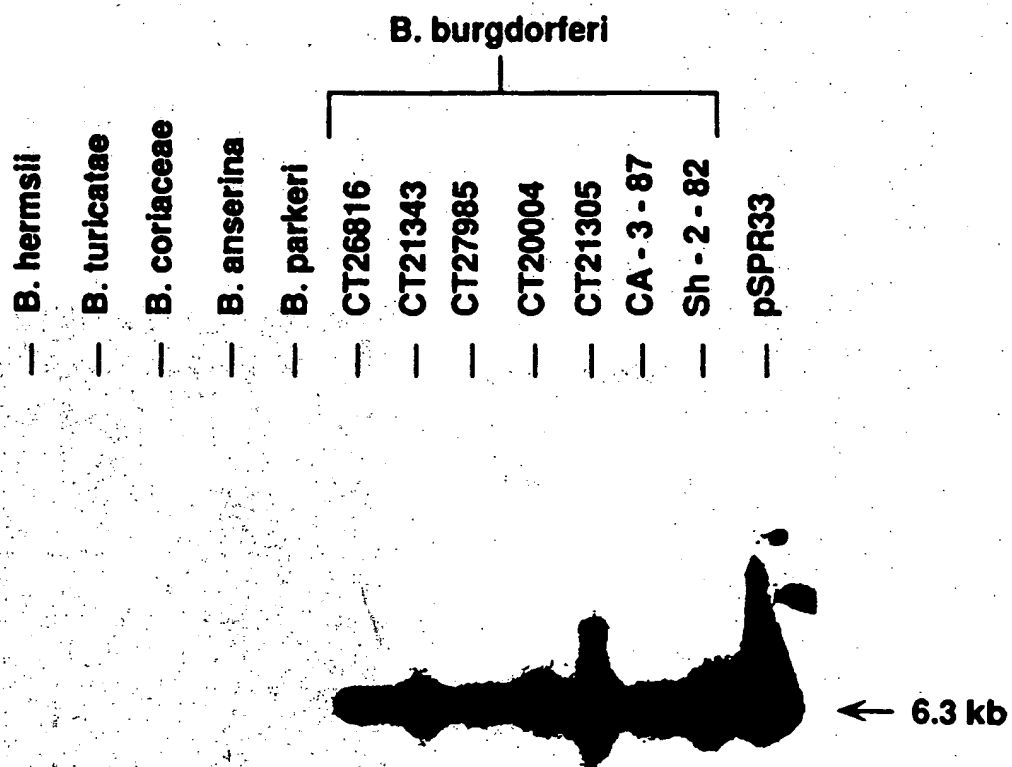 B. burgdorferi
B. hermsii
B. turicatae
B. coriaceae
B. anserina
B. parkeri
CT26816
CT21343
CT27985
CT20004
CT21305
CA - 3 - 87
Sh - 2 - 82
pSPR33
6.3 kb